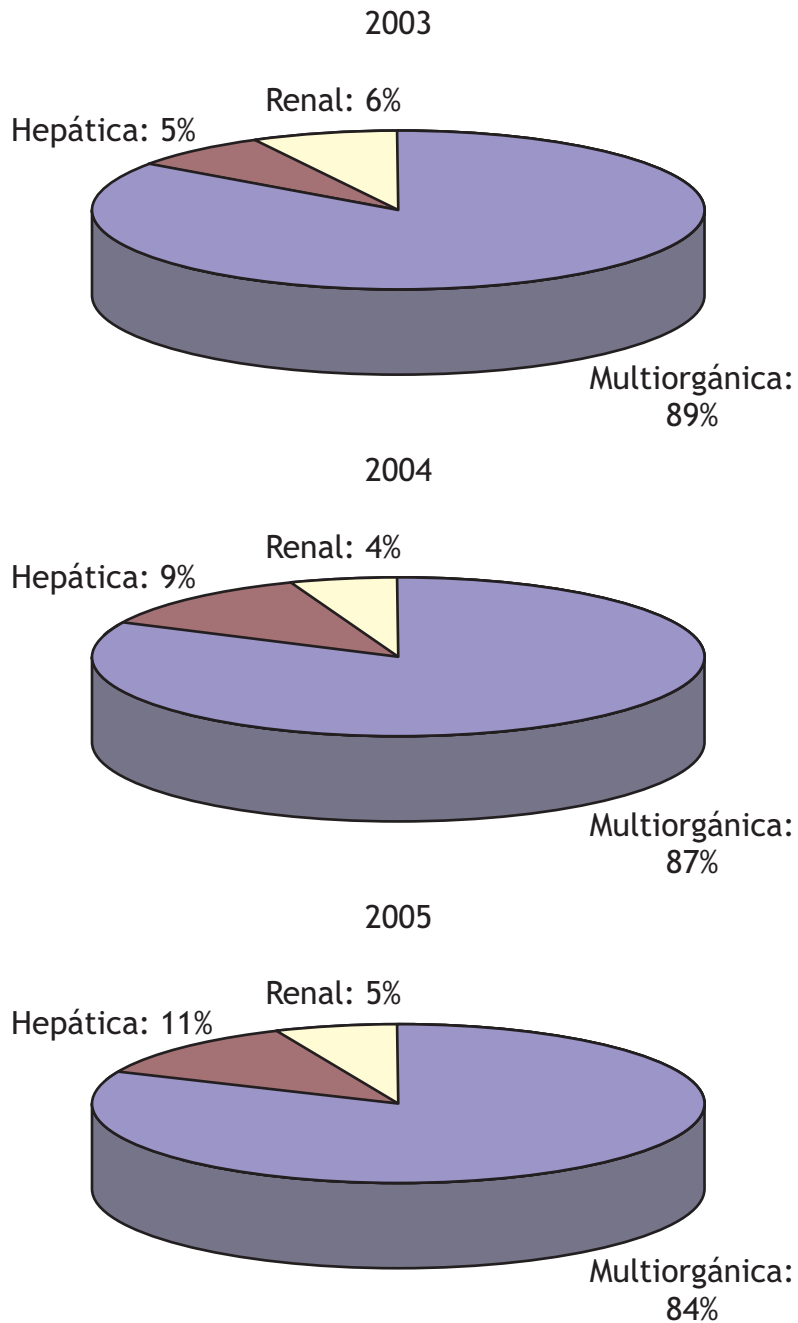 2003
Renal: 6%
Hepática: 5%
Multiorgánica:
89%
2004
Renal: 4%
Hepática: 9%
Multiorgánica:
87%
2005
Renal: 5%
Hepática: 11%
Multiorgánica:
84%